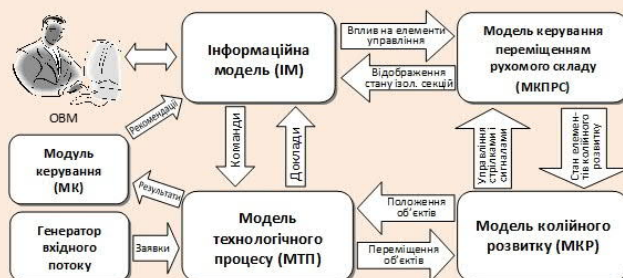 Інформаційна
модель (ІМ)
Вплив на елементи
управління
Відображення
стану ізол. секцій
Модель керування
переміщенням
рухомого складу
(МКПРС)
ОВМ
Рекомендації
Команди
Доклади
Управління
стрілками і
сигналами
Стан елемен-
тів колійного
розвитку
Модуль
керування
(МК)
Результати
Генератор
вхідного
потоку
Заявки
Модель
технологічного
процесу (МТП)
Положення
об’єктів
Переміщення
об’єктів
Модель колійного
розвитку (МКР)